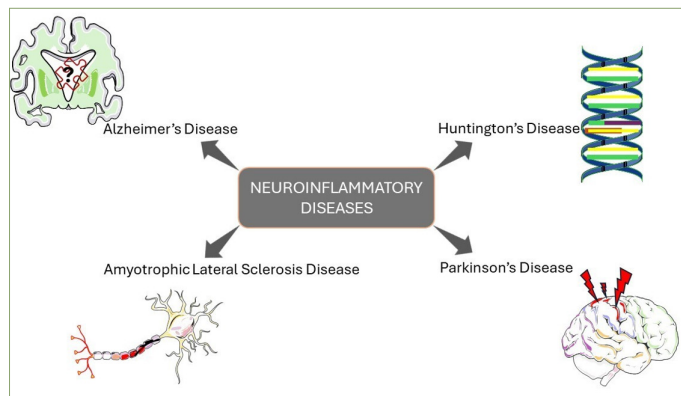 ?
Alzheimer's Disease
Huntington's Disease
NEUROINFLAMMATORY
DISEASES
Amyotrophic Lateral Sclerosis Disease
Parkinson's Disease